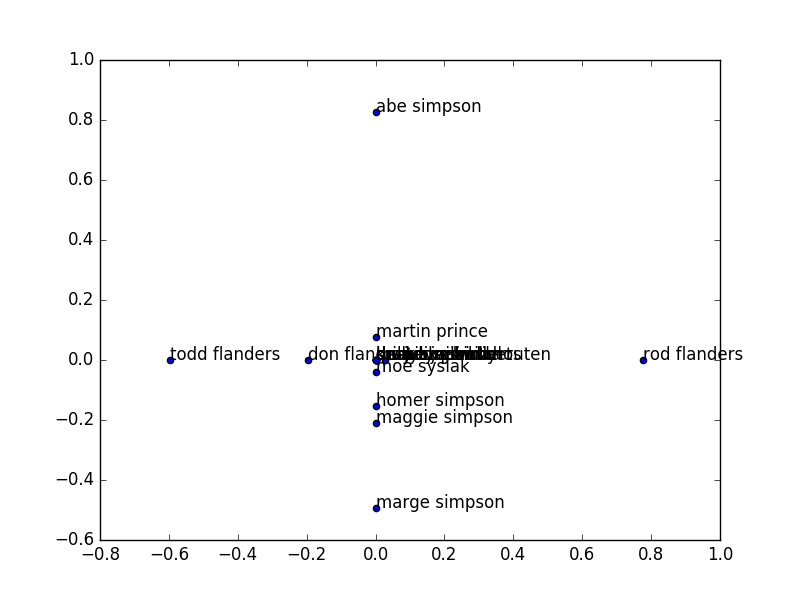 1.0
abe simpson
0.8
0.6
0.4
0.2
martin prince
todd flanders
don
rod flanders
0.0
moe syslak
homer simpson
maggie simpson
−0.2
−0.4
marge simpson
−0.6
−0.8 −0.6 −0.4 −0.2 0.0 0.2 0.4 0.6 0.8 1.0